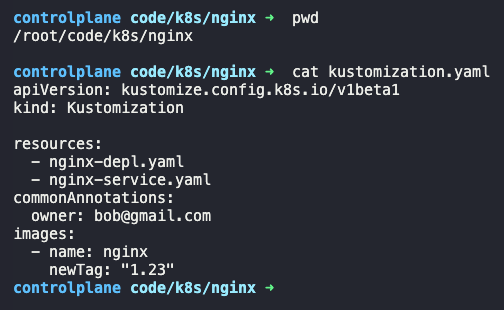 controlplane code/k8s/nginx ➜  pwd
/root/code/k8s/nginx

controlplane code/k8s/nginx ➜  cat kustomization.yaml
apiVersion: kustomize.config.k8s.io/v1beta1
kind: Kustomization

resources:
  - nginx-depl.yaml
  - nginx-service.yaml
commonAnnotations:
  owner: bob@gmail.com
images:
  - name: nginx
    newTag: "1.23"
controlplane code/k8s/nginx ➜